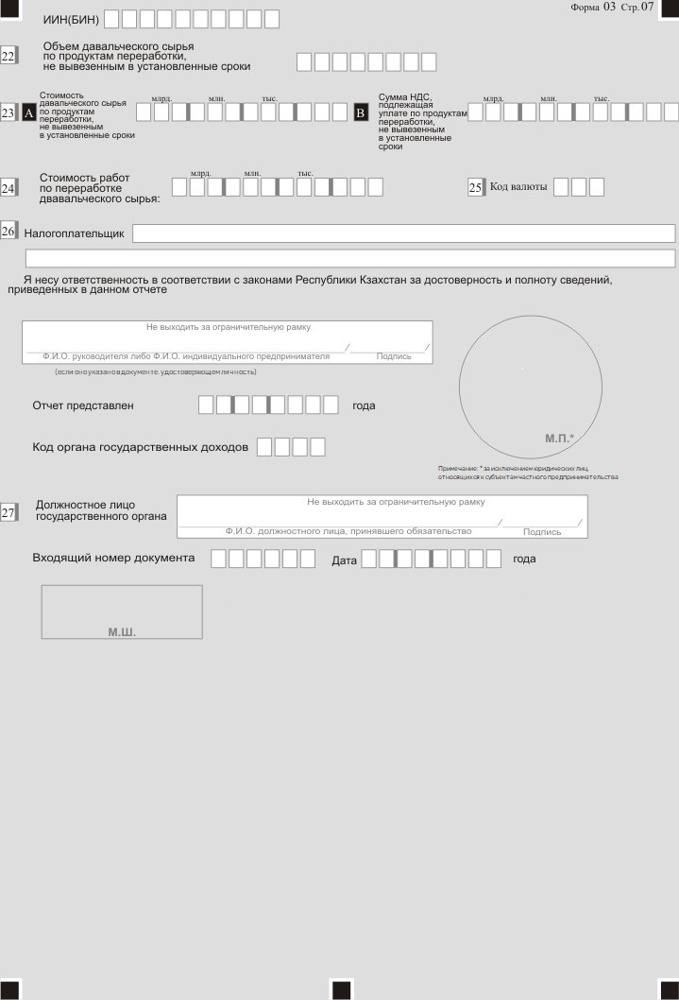 Форма 03 Стр. 07
ИИН(БИН)
22
Объем давальческого сырья
по продуктам переработки,
не вывезенным в установленные сроки
23 A
Стоимость
давальческого сырья
по продуктам
переработки,
не вывезенным
в установленные сроки
млрд. млн. тыс.
B
Сумма НДС,
подлежащая
уплате по продуктам
переработки,
не вывезенным
в установленные
сроки
млрд. млн. тыс.
24
Стоимость работ
по переработке
двавальческого сырья:
млрд. млн. тыс.
25 Код валюты
26 Налогоплательщик
Я несу ответственность в соответствии с законами Республики Кзахстан за достоверность и полноту сведений,
приведенных в данном отчете
Не выходить за ограничительную рамку
/ /
Ф.И.О. руководителя либо Ф.И.О. индивидуального предпринимателя Подпись
(если оно указано в документе, удостоверяющем личность)
Отчет представлен года
М.П.*
Код органа государственных доходов
Примечание: * за исключением юридических лиц,
относящихся к субъектам частного предпринимательства
27
Должностное лицо
государственного органа
Не выходить за ограничительную рамку
/ /
Ф.И.О. должностного лица, принявшего обязательство Подпись
Входящий номер документа Дата года
М.Ш.